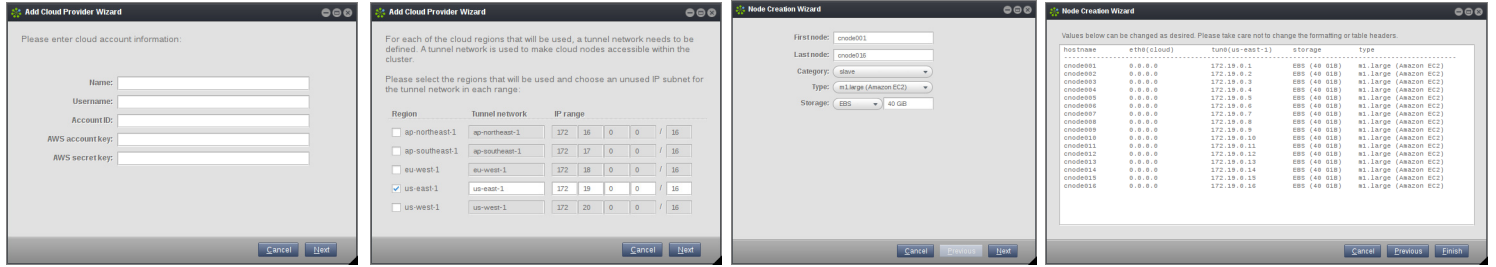 Add Cloud Provider Wizard
Please enter cloud account information:
Name:
Username:
Account ID:
AWS account key:
AWS secret key:
Cancel Next
Add Cloud Provider Wizard
For each of the cloud regions that will be used, a tunnel network needs to be
defined. A tunnel network is used to make cloud nodes accessible within the
cluster.
Please select the regions that will be used and choose an unused IP subnet for
the tunnel network in each range:
Region Tunnel network IP range
ap-northeast-1 ap-northeast-1 172 16 0 0 / 16
ap-southeast-1 ap-southeast-1 172 17 0 0 / 16
eu-west-1 eu-west-1 172 18 0 0 / 16
us-east-1 us-east-1 172 19 0 0 / 16
us-west-1 us-west-1 172 20 0 0 / 16
Cancel Next
Node Creation Wizard
First node: cnode001
Last node: cnode016
Category: slave
Type: m1.large (Amazon EC2)
Storage: EBS 40 GiB
Cancel Previous Next
Node Creation Wizard
Values below can be changed as desired. Please take care not to change the formatting or table headers.
hostname eth0(cloud) tun0(us-east-1) storage type
cnode001 0.0.0.0 172.19.0.1 EBS (40 GiB) m1.large (Amazon EC2)
cnode002 0.0.0.0 172.19.0.2 EBS (40 GiB) m1.large (Amazon EC2)
cnode003 0.0.0.0 172.19.0.3 EBS (40 GiB) m1.large (Amazon EC2)
cnode004 0.0.0.0 172.19.0.4 EBS (40 GiB) m1.large (Amazon EC2)
cnode005 0.0.0.0 172.19.0.5 EBS (40 GiB) m1.large (Amazon EC2)
cnode006 0.0.0.0 172.19.0.6 EBS (40 GiB) m1.large (Amazon EC2)
cnode007 0.0.0.0 172.19.0.7 EBS (40 GiB) m1.large (Amazon EC2)
cnode008 0.0.0.0 172.19.0.8 EBS (40 GiB) m1.large (Amazon EC2)
cnode009 0.0.0.0 172.19.0.9 EBS (40 GiB) m1.large (Amazon EC2)
cnode010 0.0.0.0 172.19.0.10 EBS (40 GiB) m1.large (Amazon EC2)
cnode011 0.0.0.0 172.19.0.11 EBS (40 GiB) m1.large (Amazon EC2)
cnode012 0.0.0.0 172.19.0.12 EBS (40 GiB) m1.large (Amazon EC2)
cnode013 0.0.0.0 172.19.0.13 EBS (40 GiB) m1.large (Amazon EC2)
cnode014 0.0.0.0 172.19.0.14 EBS (40 GiB) m1.large (Amazon EC2)
cnode015 0.0.0.0 172.19.0.15 EBS (40 GiB) m1.large (Amazon EC2)
cnode016 0.0.0.0 172.19.0.16 EBS (40 GiB) m1.large (Amazon EC2)
Cancel Previous Finish